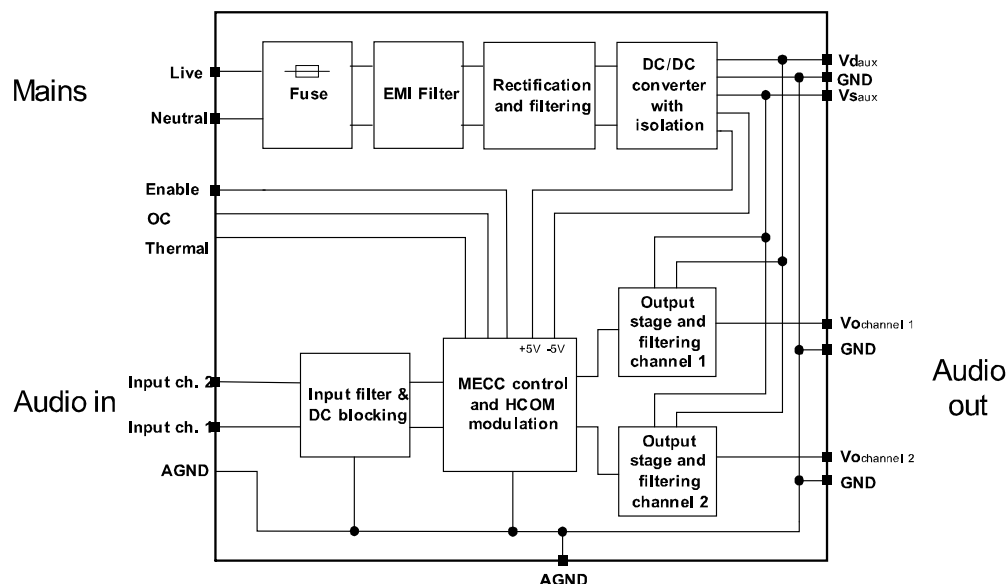 Mains
Live
Neutral
Fuse
EMI Filter
Rectification
and filtering
DC/DC
converter
with
isolation
Vdaux
GND
Vsaux
Enable
OC
Thermal
Output
stage and
filtering
channel 1
Vochannel 1
GND
+5V -5V
MECC control
and HCOM
modulation
Input filter &
DC blocking
Audio in
Input ch. 2
Input ch. 1
AGND
Audio
out
Output
stage and
filtering
channel 2
Vochannel 2
GND
AGND